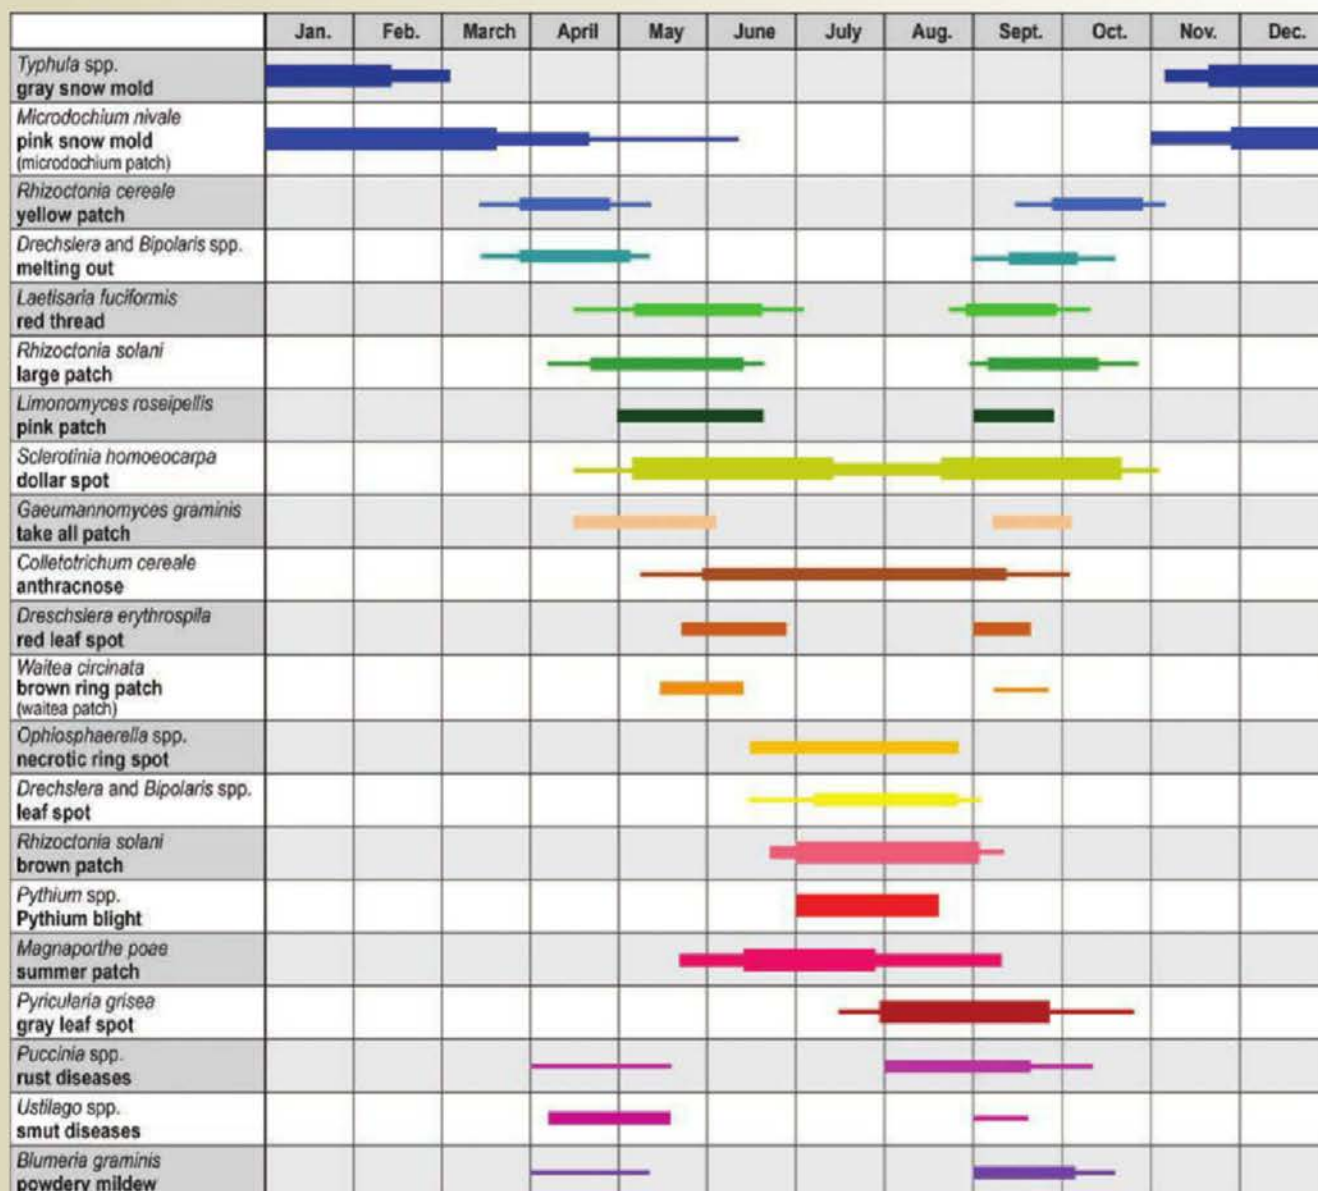 Jan. Feb. March April May June July Aug. Sept. Oct. Nov. Dec.
Typhula spp.
gray snow mold
Microdochium nivale
pink snow mold
(microdochium patch)
Rhizoctonia cereale
yellow patch
Drechslera and Bipolaris spp.
melting out
Laetisaria fuciformis
red thread
Rhizoctonia solani
large patch
Limonomyces roseipellis
pink patch
Sclerotinia homoeocarpa
dollar spot
Gaeumannomyces graminis
take all patch
Colletotrichum cereale
anthracnose
Dreschslera erythrospila
red leaf spot
Waitea circinata
brown ring patch
(waitea patch)
Ophiosphaerella spp.
necrotic ring spot
Drechslera and Bipolaris spp.
leaf spot
Rhizoctonia solani
brown patch
Pythium spp.
Pythium blight
Magnaporthe poae
summer patch
Pyricularia grisea
gray leaf spot
Puccinia spp.
rust diseases
Ustilago spp.
smut diseases
Blumeria graminis
powdery mildew